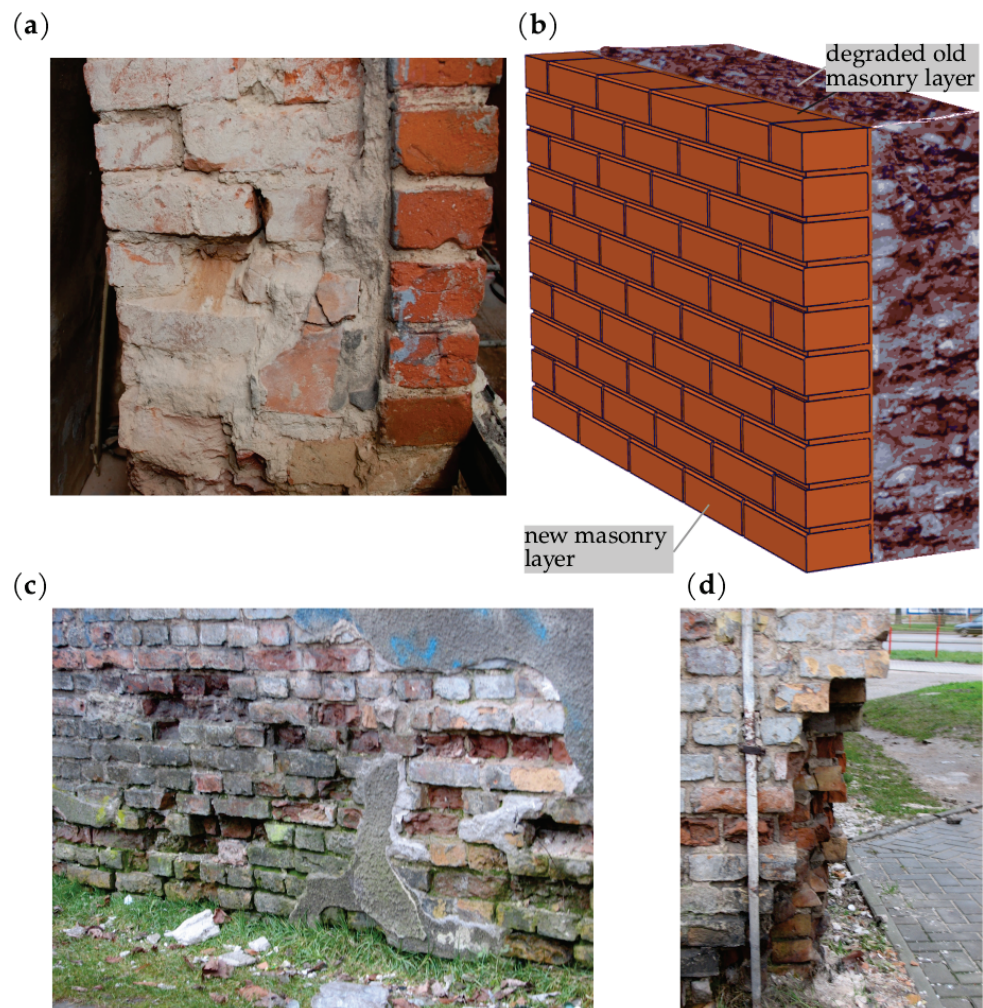 (a)
(b)
degraded old
masonry layer
new masonry
layer
(c)
(d)